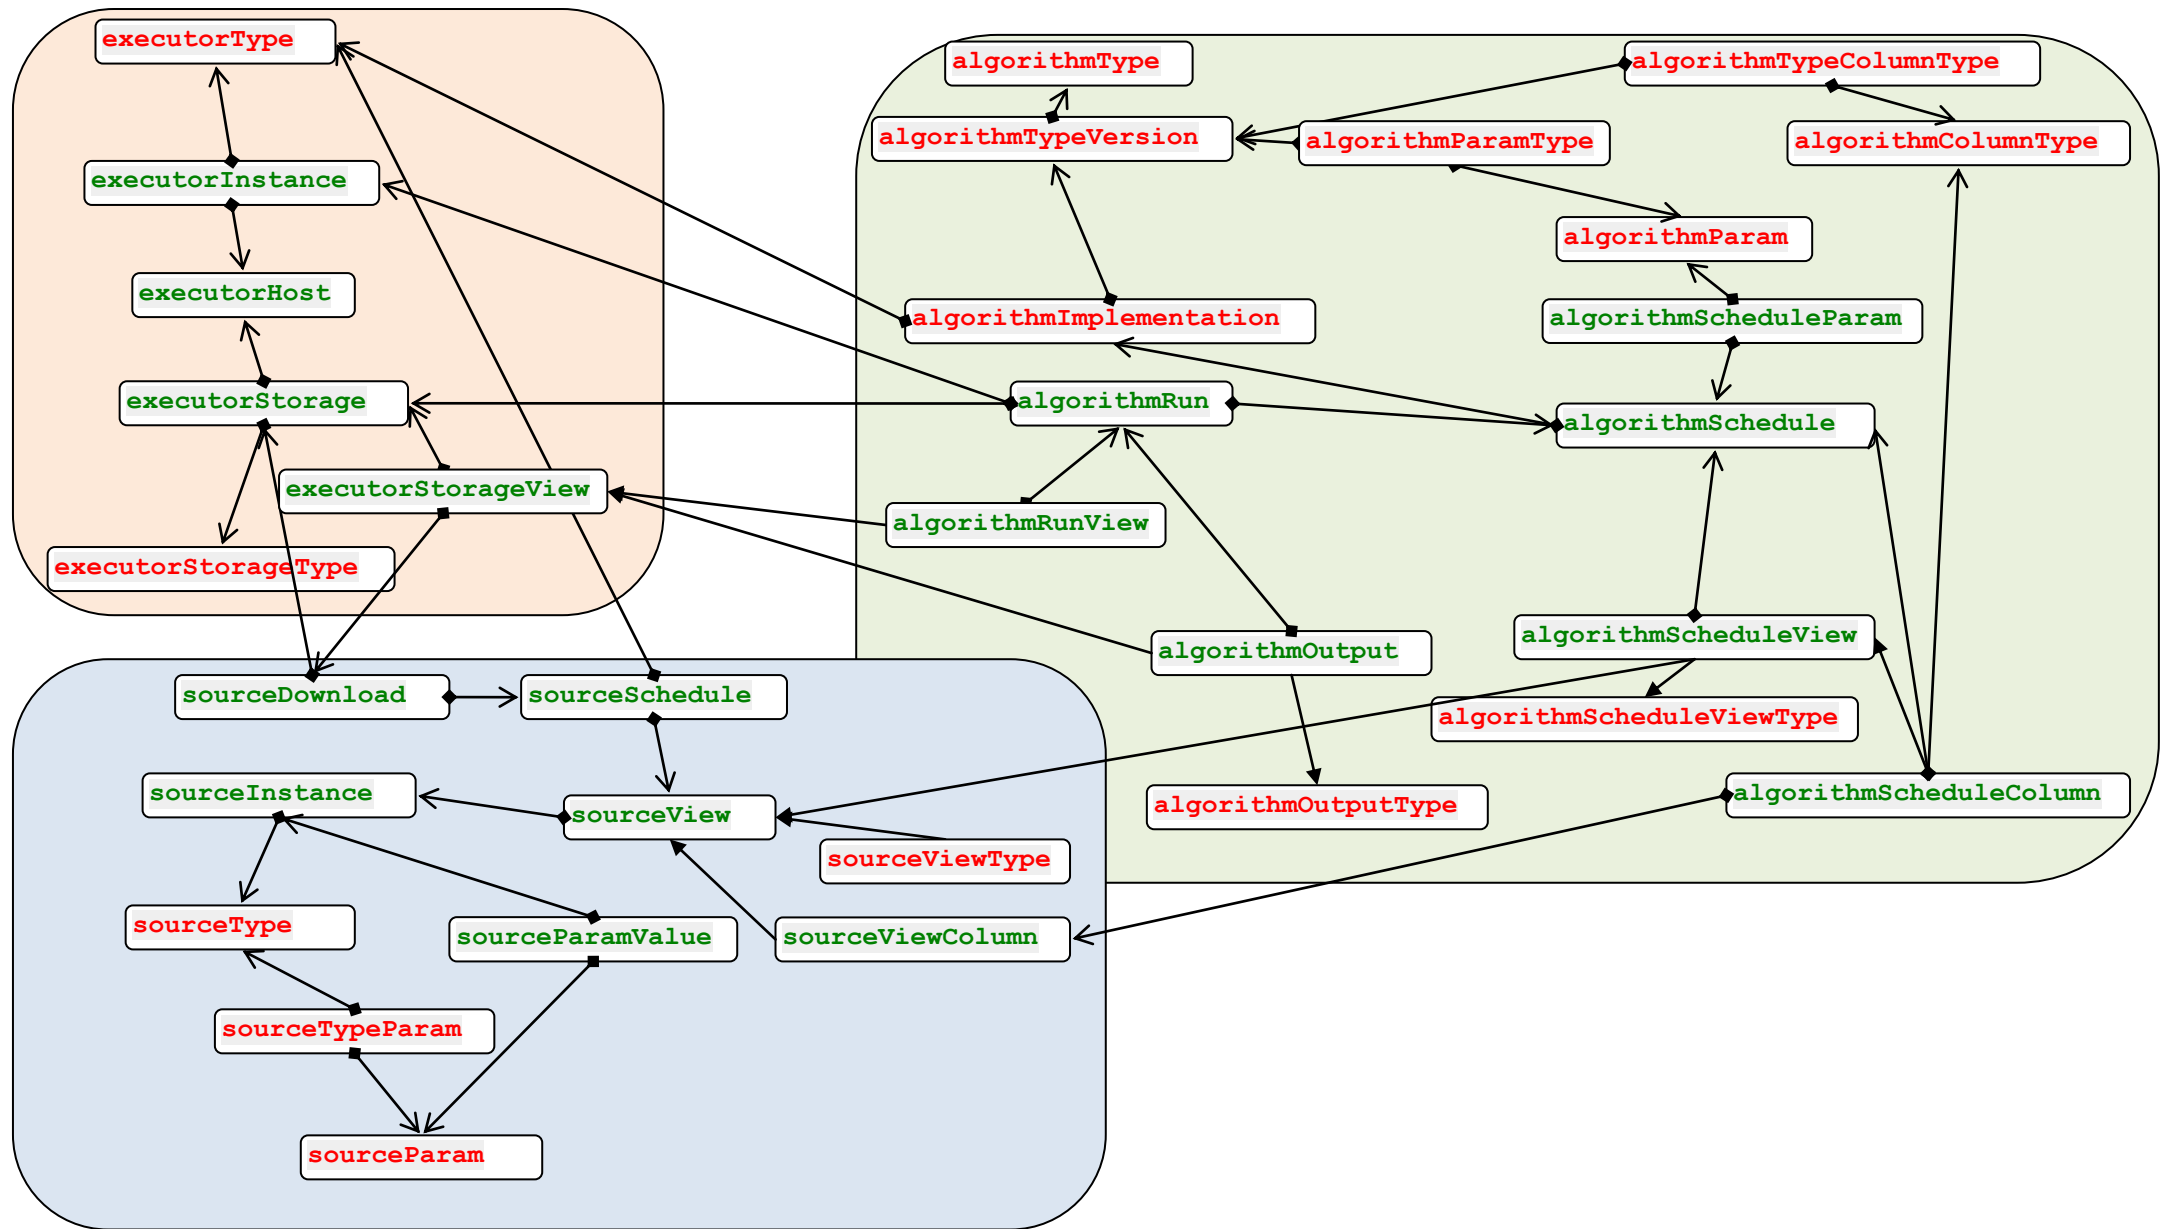 executorType
executorInstance
executorHost
executorStorage
executorStorageView
executorStorageType
algorithmType
algorithmTypeColumnType
algorithmTypeVersion
algorithmParamType
algorithmColumnType
algorithmParam
algorithmImplementation
algorithmScheduleParam
algorithmRun
algorithmSchedule
algorithmRunView
algorithmOutput
algorithmScheduleView
algorithmScheduleViewType
algorithmOutputType
algorithmScheduleColumn
sourceDownload
sourceSchedule
sourceInstance
sourceView
sourceViewType
sourceType
sourceParamValue
sourceViewColumn
sourceTypeParam
sourceParam